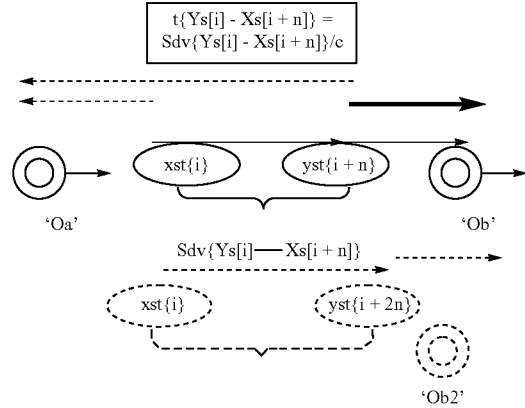 t{Ys[i] - Xs[i + n]} =
Sdv{Ys[i] - Xs[i + n]}/c
xst{i}
yst{i + n}
‘Oa’
‘Ob’
Sdv{Ys[i]—Xs[i + n]}
xst{i}
yst{i + 2n}
‘Ob2’